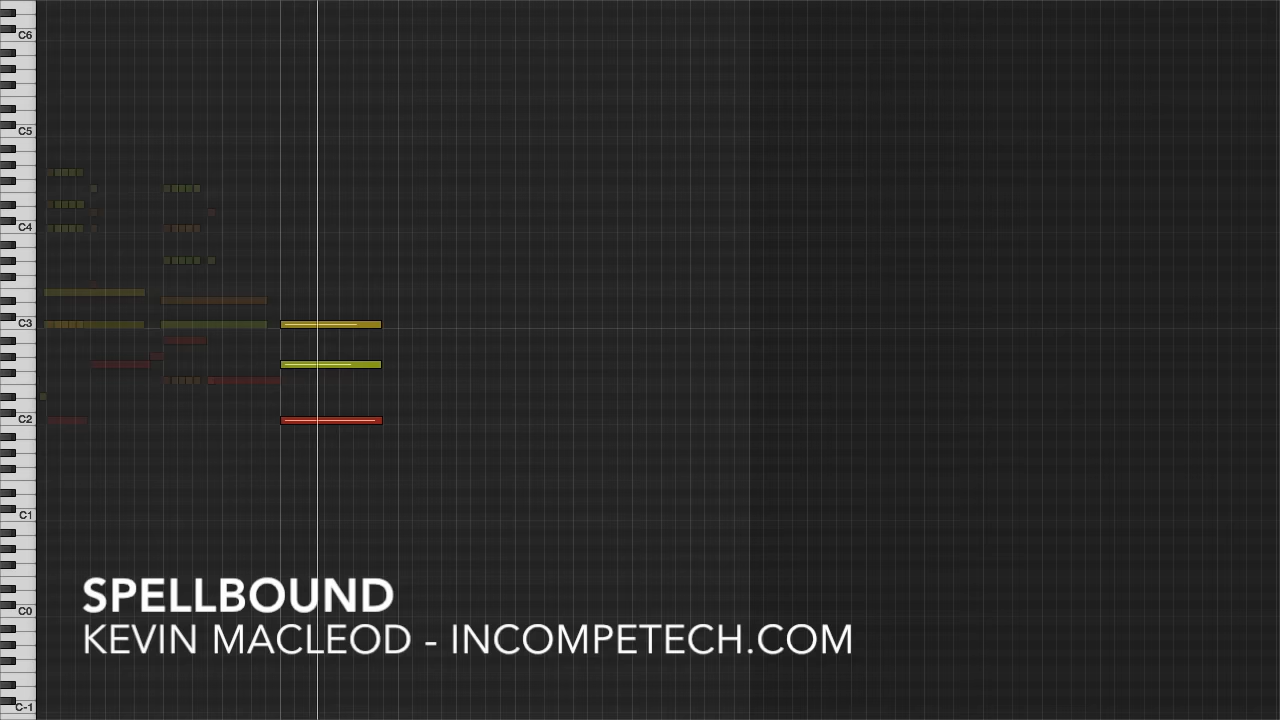 C6
C5
C4
C3
C2
C1
C0
SPELLBOUND
KEVIN MACLEOD - INCOMPETECH.COM
C-1